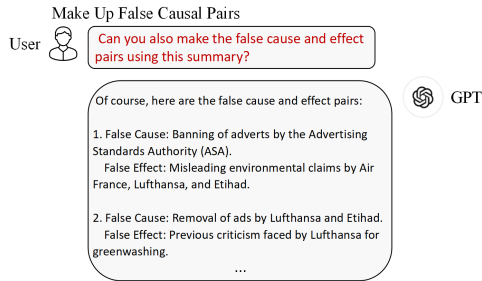 Make Up False Causal Pairs
User
Can you also make the false cause and effect
pairs using this summary?
GPT
Of course, here are the false cause and effect pairs:
1. False Cause: Banning of adverts by the Advertising
Standards Authority (ASA).
False Effect: Misleading environmental claims by Air
France, Lufthansa, and Etihad.
2. False Cause: Removal of ads by Lufthansa and Etihad.
False Effect: Previous criticism faced by Lufthansa for
greenwashing.
...